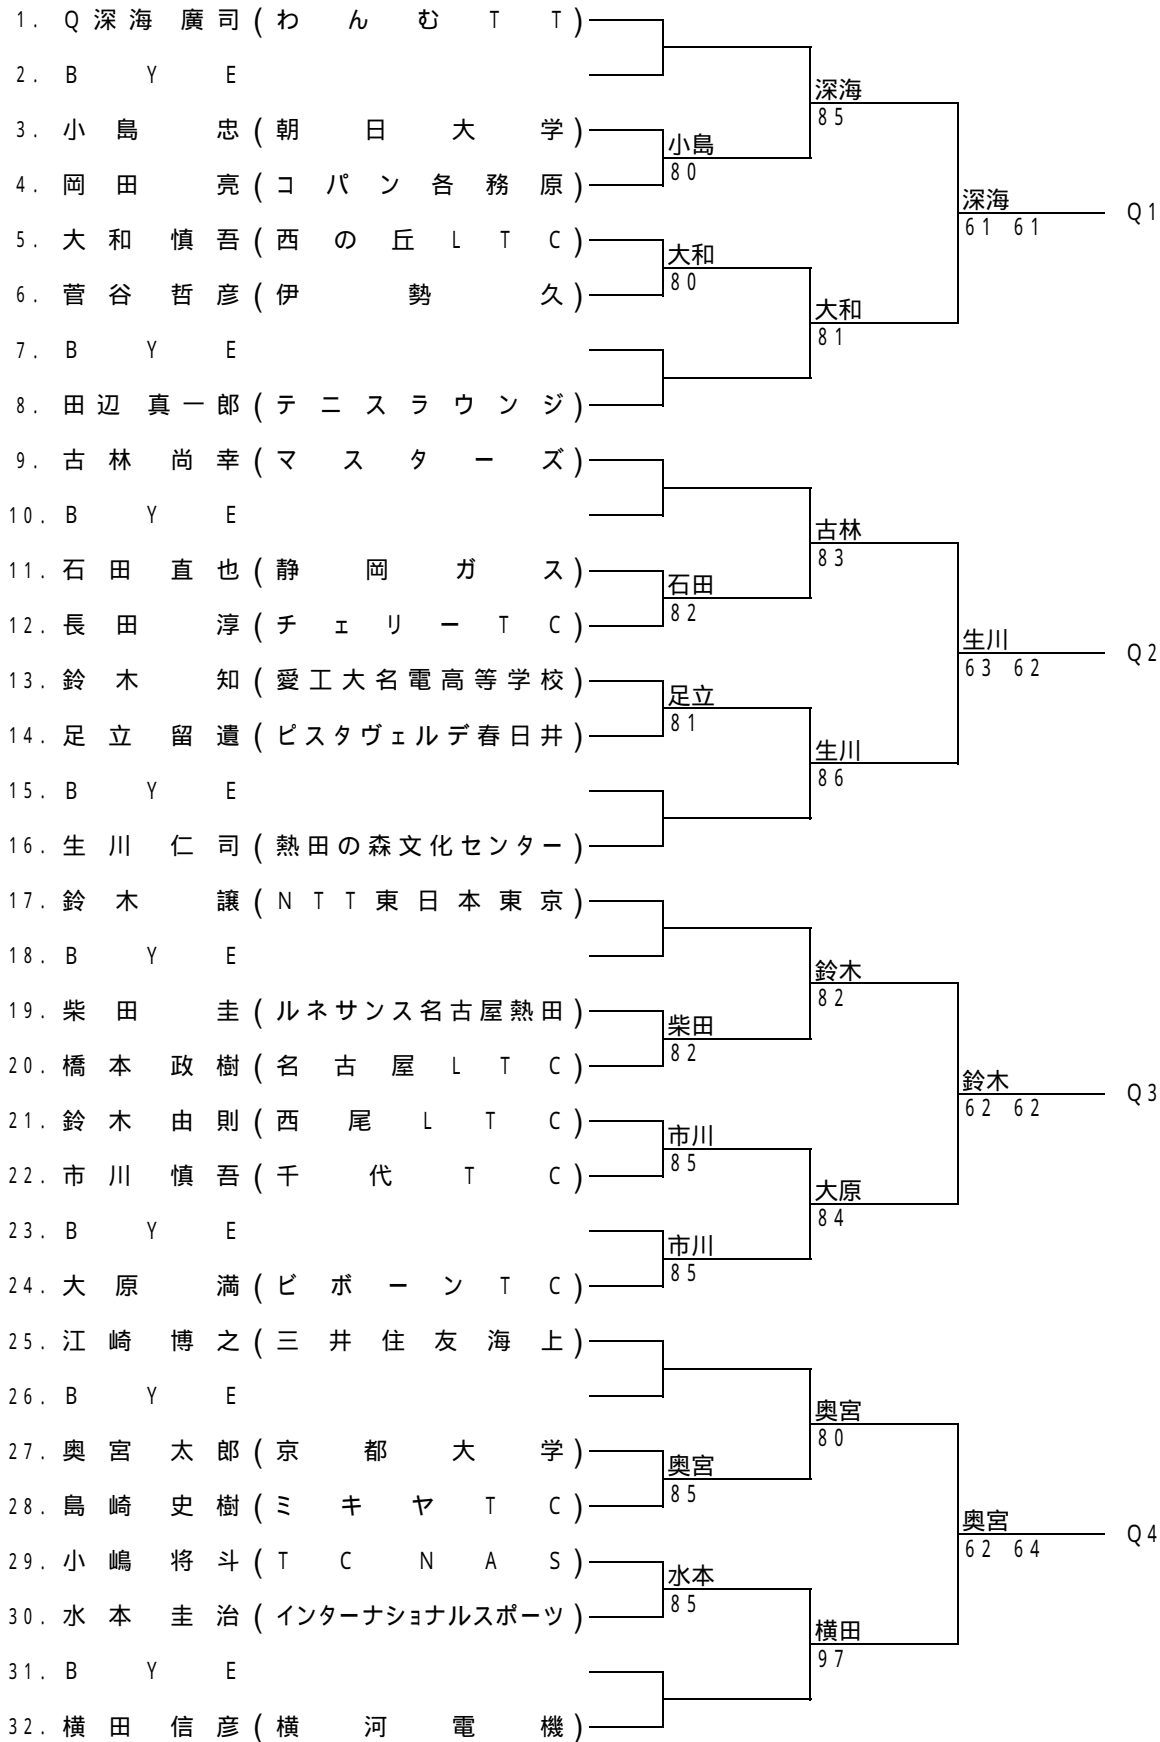 1. Q 深海 廣司 (わんむTT)
2. BYE
深海
85
3. 小島 忠 (朝日大学)
小島
80
4. 岡田 亮 (コパン各務原)
深海
61 61
Q1
5. 大和 慎吾 (西の丘LTC)
大和
80
6. 菅谷 哲彦 (伊勢久)
大和
81
7. BYE
8. 田辺 真一郎 (テニスラウンジ)
9. 古林 尚幸 (マスターズ)
10. BYE
古林
83
11. 石田 直也 (静岡ガス)
石田
82
12. 長田 淳 (チェリーTC)
生川
63 62
Q2
13. 鈴木 知 (愛工大名電高等学校)
足立
81
14. 足立 留遺 (ピスタヴェルデ春日井)
生川
86
15. BYE
16. 生川 仁司 (熱田の森文化センター)
17. 鈴木 譲 (NTT東日本東京)
18. BYE
鈴木
82
19. 柴田 圭 (ルネサンス名古屋熱田)
柴田
82
20. 橋本 政樹 (名古屋LTC)
鈴木
62 62
Q3
21. 鈴木 由則 (西尾LTC)
市川
85
22. 市川 慎吾 (千代TC)
大原
84
23. BYE
市川
85
24. 大原 満 (ビボーンTC)
25. 江崎 博之 (三井住友海上)
26. BYE
奥宮
80
27. 奥宮 太郎 (京都大学)
奥宮
85
28. 島崎 史樹 (ミキヤTC)
奥宮
62 64
Q4
29. 小嶋 将斗 (TCNAS)
水本
85
30. 水本 圭治 (インターナショナルスポーツ)
横田
97
31. BYE
32. 横田 信彦 (横河電機)